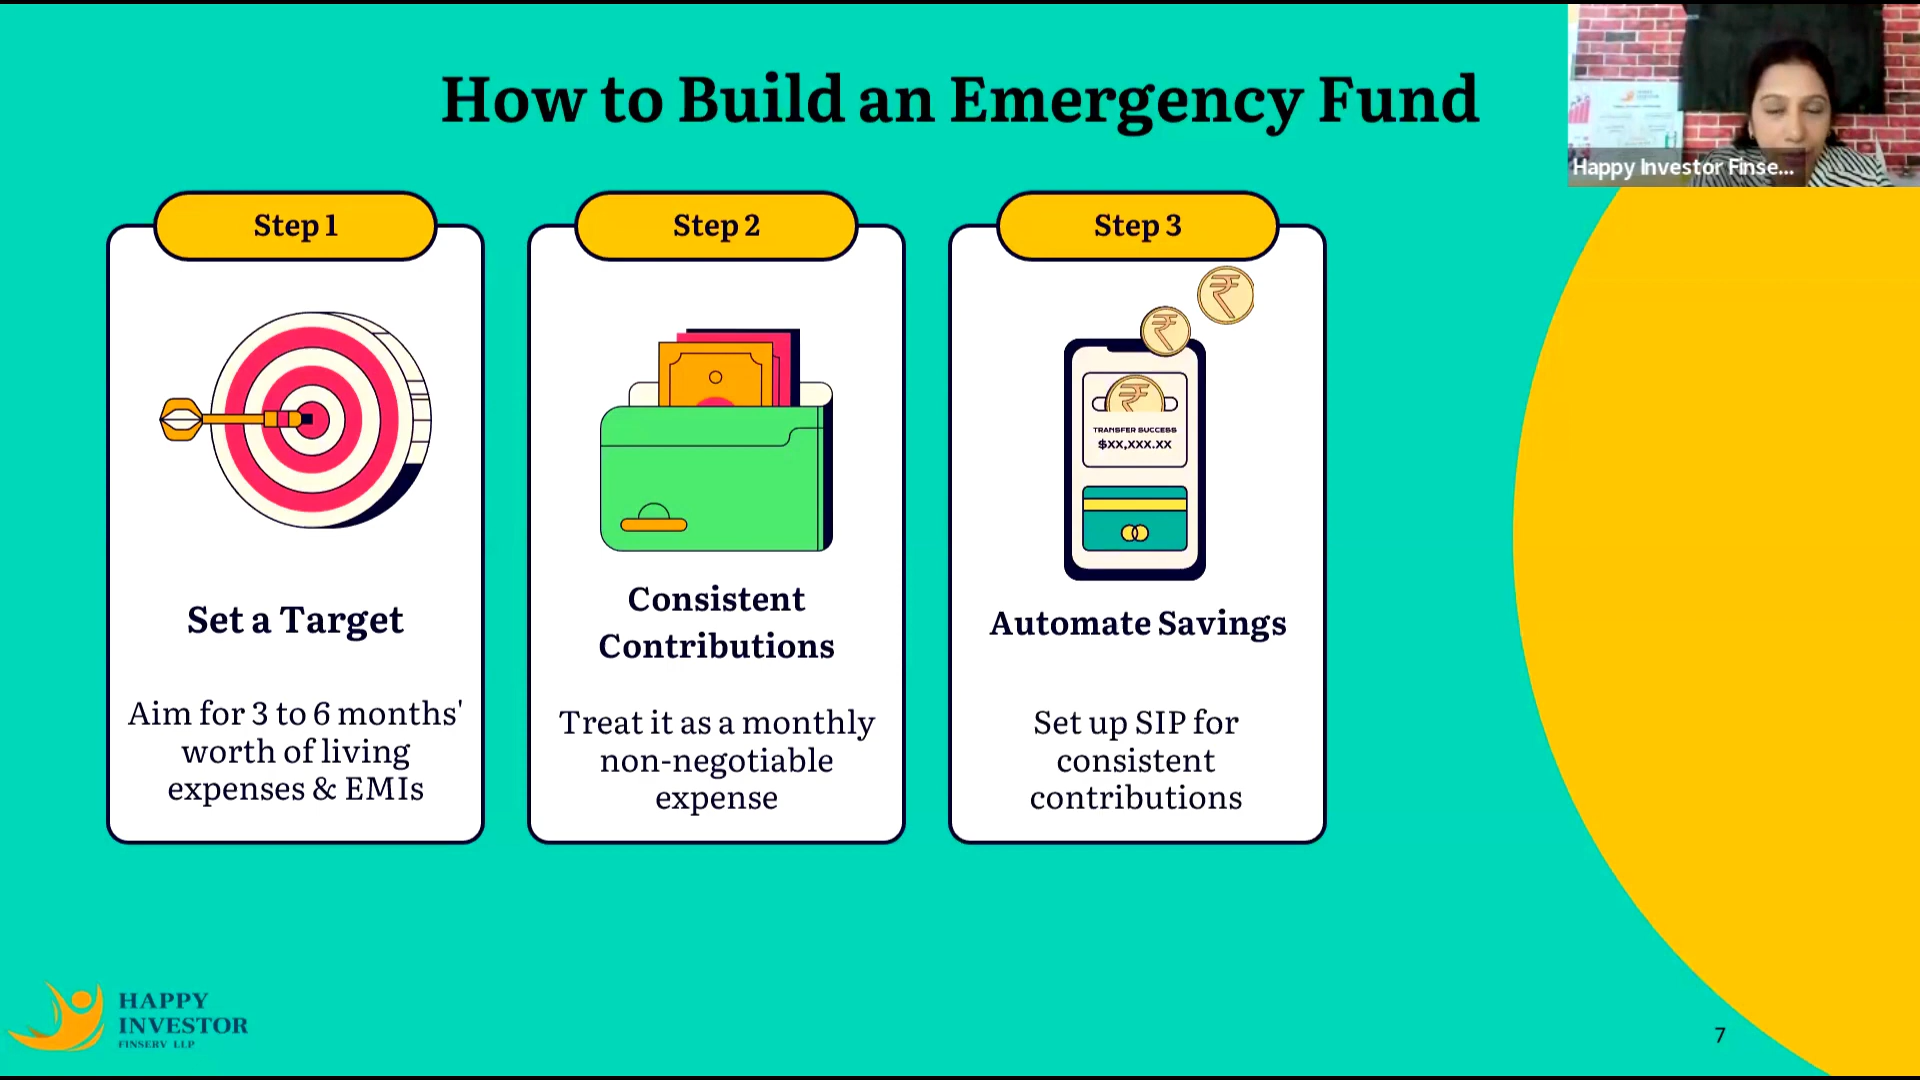 How to Build an Emergency Fund
Happy Investor Finse...
Step 1
Set a Target
Aim for 3 to 6 months'
worth of living
expenses & EMIs
Step 2
Consistent
Contributions
Treat it as a monthly
non-negotiable
expense
Step 3
TRANSFER SUCCESS
$XX,XXX.XX
Automate Savings
Set up SIP for
consistent
contributions
HAPPY
INVESTOR
FINSERV LLP
7